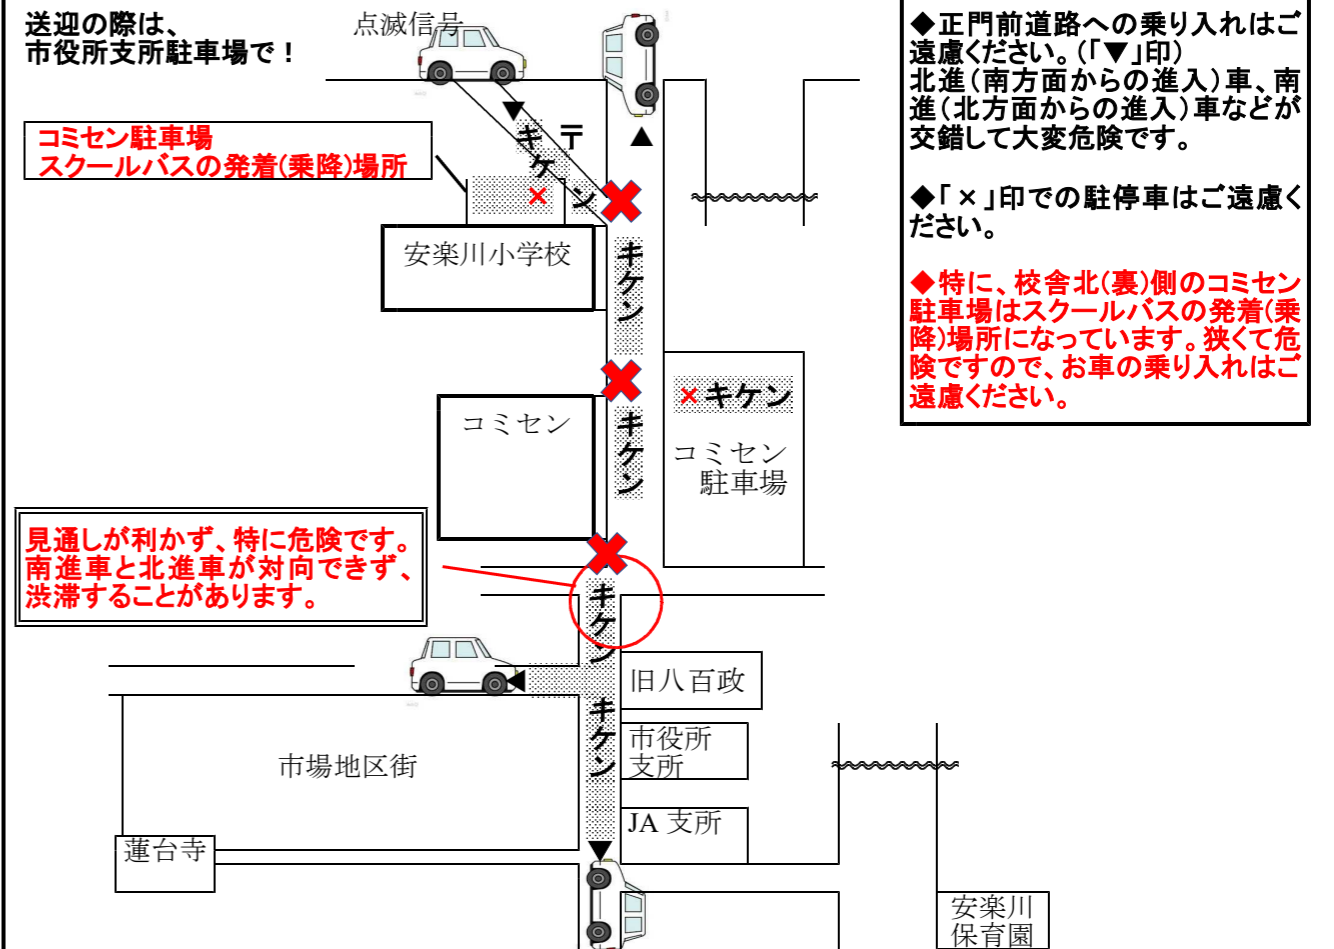 送迎の際は、
市役所支所駐車場で！
点滅信号
コミセン駐車場
スクールバスの発着(乗降)場所
〒
キケン
×
安楽川小学校
キケン
コミセン
キケン
×キケン
コミセン
駐車場
見通しが利かず、特に危険です。
南進車と北進車が対向できず、
渋滞することがあります。
キケン
旧八百政
キケン
市役所
支所
市場地区街
JA 支所
蓮台寺
安楽川
保育園
◆正門前道路への乗り入れはご
遠慮ください。(「▼」印)
北進(南方面からの進入)車、南
進(北方面からの進入)車などが
交錯して大変危険です。
◆「×」印での駐停車はご遠慮く
ださい。
◆特に、校舎北(裏)側のコミセン
駐車場はスクールバスの発着(乗
降)場所になっています。狭くて危
険ですので、お車の乗り入れはご
遠慮ください。